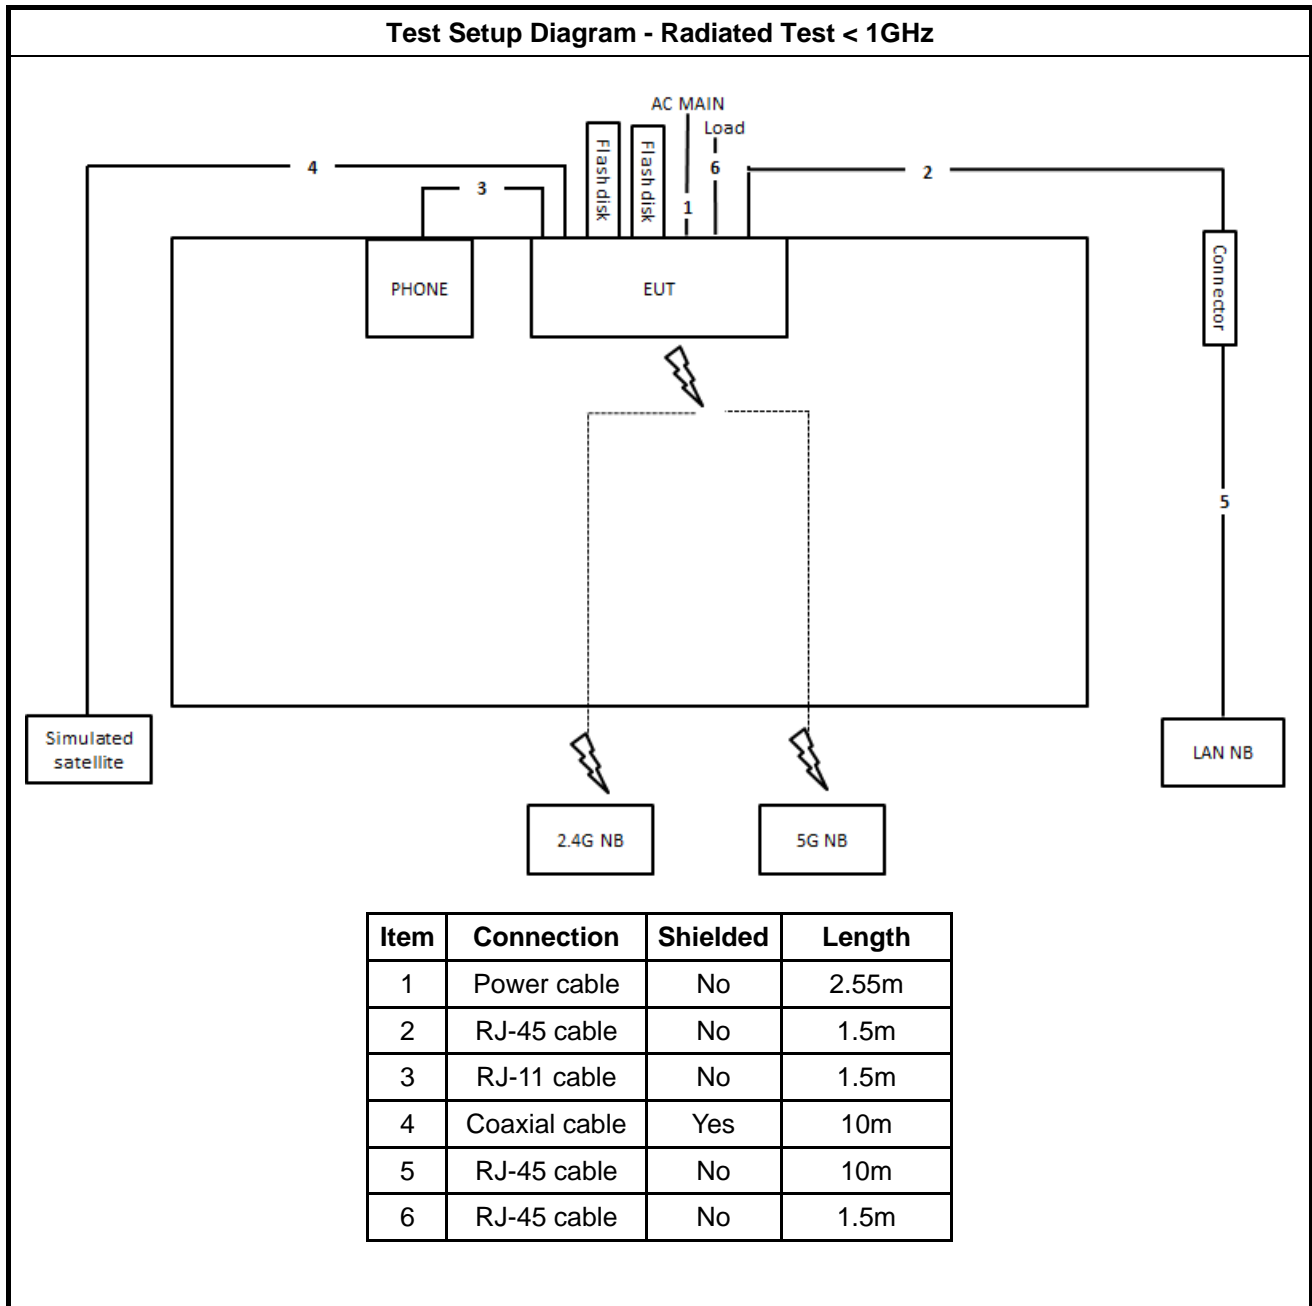 Test Setup Diagram - Radiated Test < 1GHz
AC MAIN
Load
4
3
Flash disk
Flash disk
1
6
2
Connector
PHONE
EUT
5
Simulated
satellite
LAN NB
2.4G NB
5G NB
Item Connection Shielded Length
1 Power cable No 2.55m
2 RJ-45 cable No 1.5m
3 RJ-11 cable No 1.5m
4 Coaxial cable Yes 10m
5 RJ-45 cable No 10m
6 RJ-45 cable No 1.5m